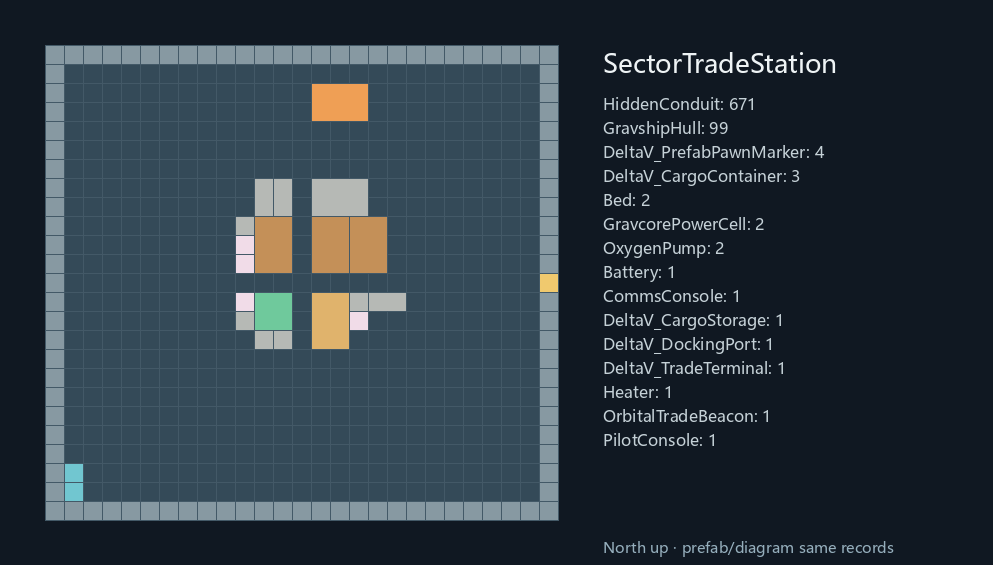 SectorTradeStation
HiddenConduit: 671
GravshipHull: 99
DeltaV_PrefabPawnMarker: 4
DeltaV_CargoContainer: 3
Bed: 2
GravcorePowerCell: 2
OxygenPump: 2
Battery: 1
CommsConsole: 1
DeltaV_CargoStorage: 1
DeltaV_DockingPort: 1
DeltaV_TradeTerminal: 1
Heater: 1
OrbitalTradeBeacon: 1
PilotConsole: 1
North up · prefab/diagram same records